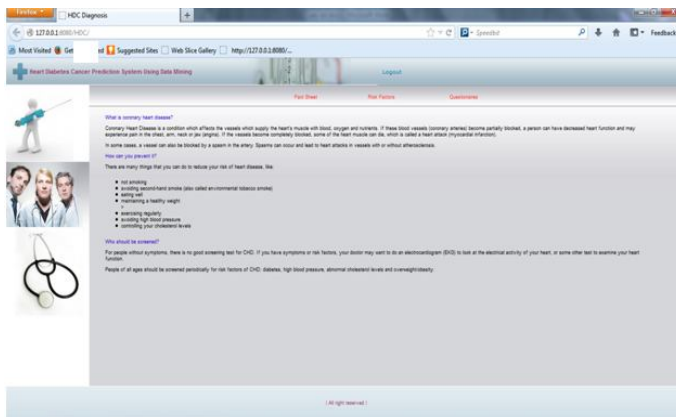 Firefox
HDC Diagnosis
127.0.0.1:8080/HDC/
Speedbit
Feedback
Most Visited Get Suggested Sites Web Slice Gallery http://127.0.0.1:8080/...
Heart Diabetes Cancer Prediction System Using Data Mining
Logout
Fact Sheet Risk Factors Questionaires
What is coronary heart disease?
Coronary Heart Disease is a condition which affects the vessels which supply the heart's muscle with blood, oxygen and nutrients. If these blood vessels (coronary arteries) become partially blocked, a person can have decreased heart function and may
experience pain in the chest, arm, neck or jaw (angina). If the vessels become completely blocked, some of the heart muscle can die, which is called a heart attack (myocardial infarction).
In some cases, a vessel can also be blocked by a spasm in the artery. Spasms can occur and lead to heart attacks in vessels with or without atherosclerosis.
How can you prevent it?
There are many things that you can do to reduce your risk of heart disease, like
not smoking
avoiding second-hand smoke (also called environmental tobacco smoke)
eating well
maintaining a healthy weight
exercising regularly
avoiding high blood pressure
controlling your cholesterol levels
Who should be screened?
For people without symptoms, there is no good screening test for CHD. If you have symptoms or risk factors, your doctor may want to do an electrocardiogram (EKG) to look at the electrical activity of your heart, or some other test to examine your heart
function.
People of all ages should be screened periodically for risk factors of CHD: diabetes, high blood pressure, abnormal cholesterol levels and overweight/obesity.
| All right reserved |